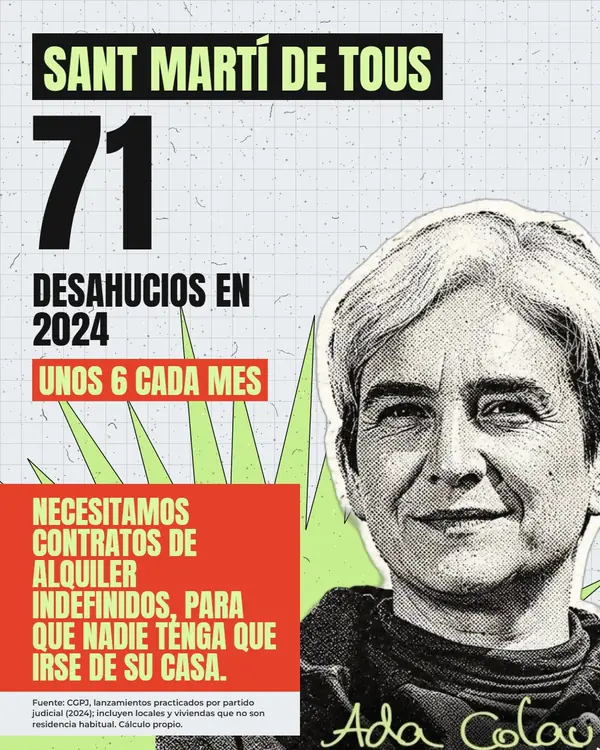 SANT MARTÍ DE TOUS
71
DESAHUCIOS EN
2024
UNOS 6 CADA MES
NECESITAMOS
CONTRATOS DE
ALQUILER
INDEFINIDOS, PARA
QUE NADIE TENGA QUE
IRSE DE SU CASA.
Fuente: CGPJ, lanzamientos practicados por partido
judicial (2024); incluyen locales y viviendas que no son
residencia habitual. Cálculo propio.
Ada Colau